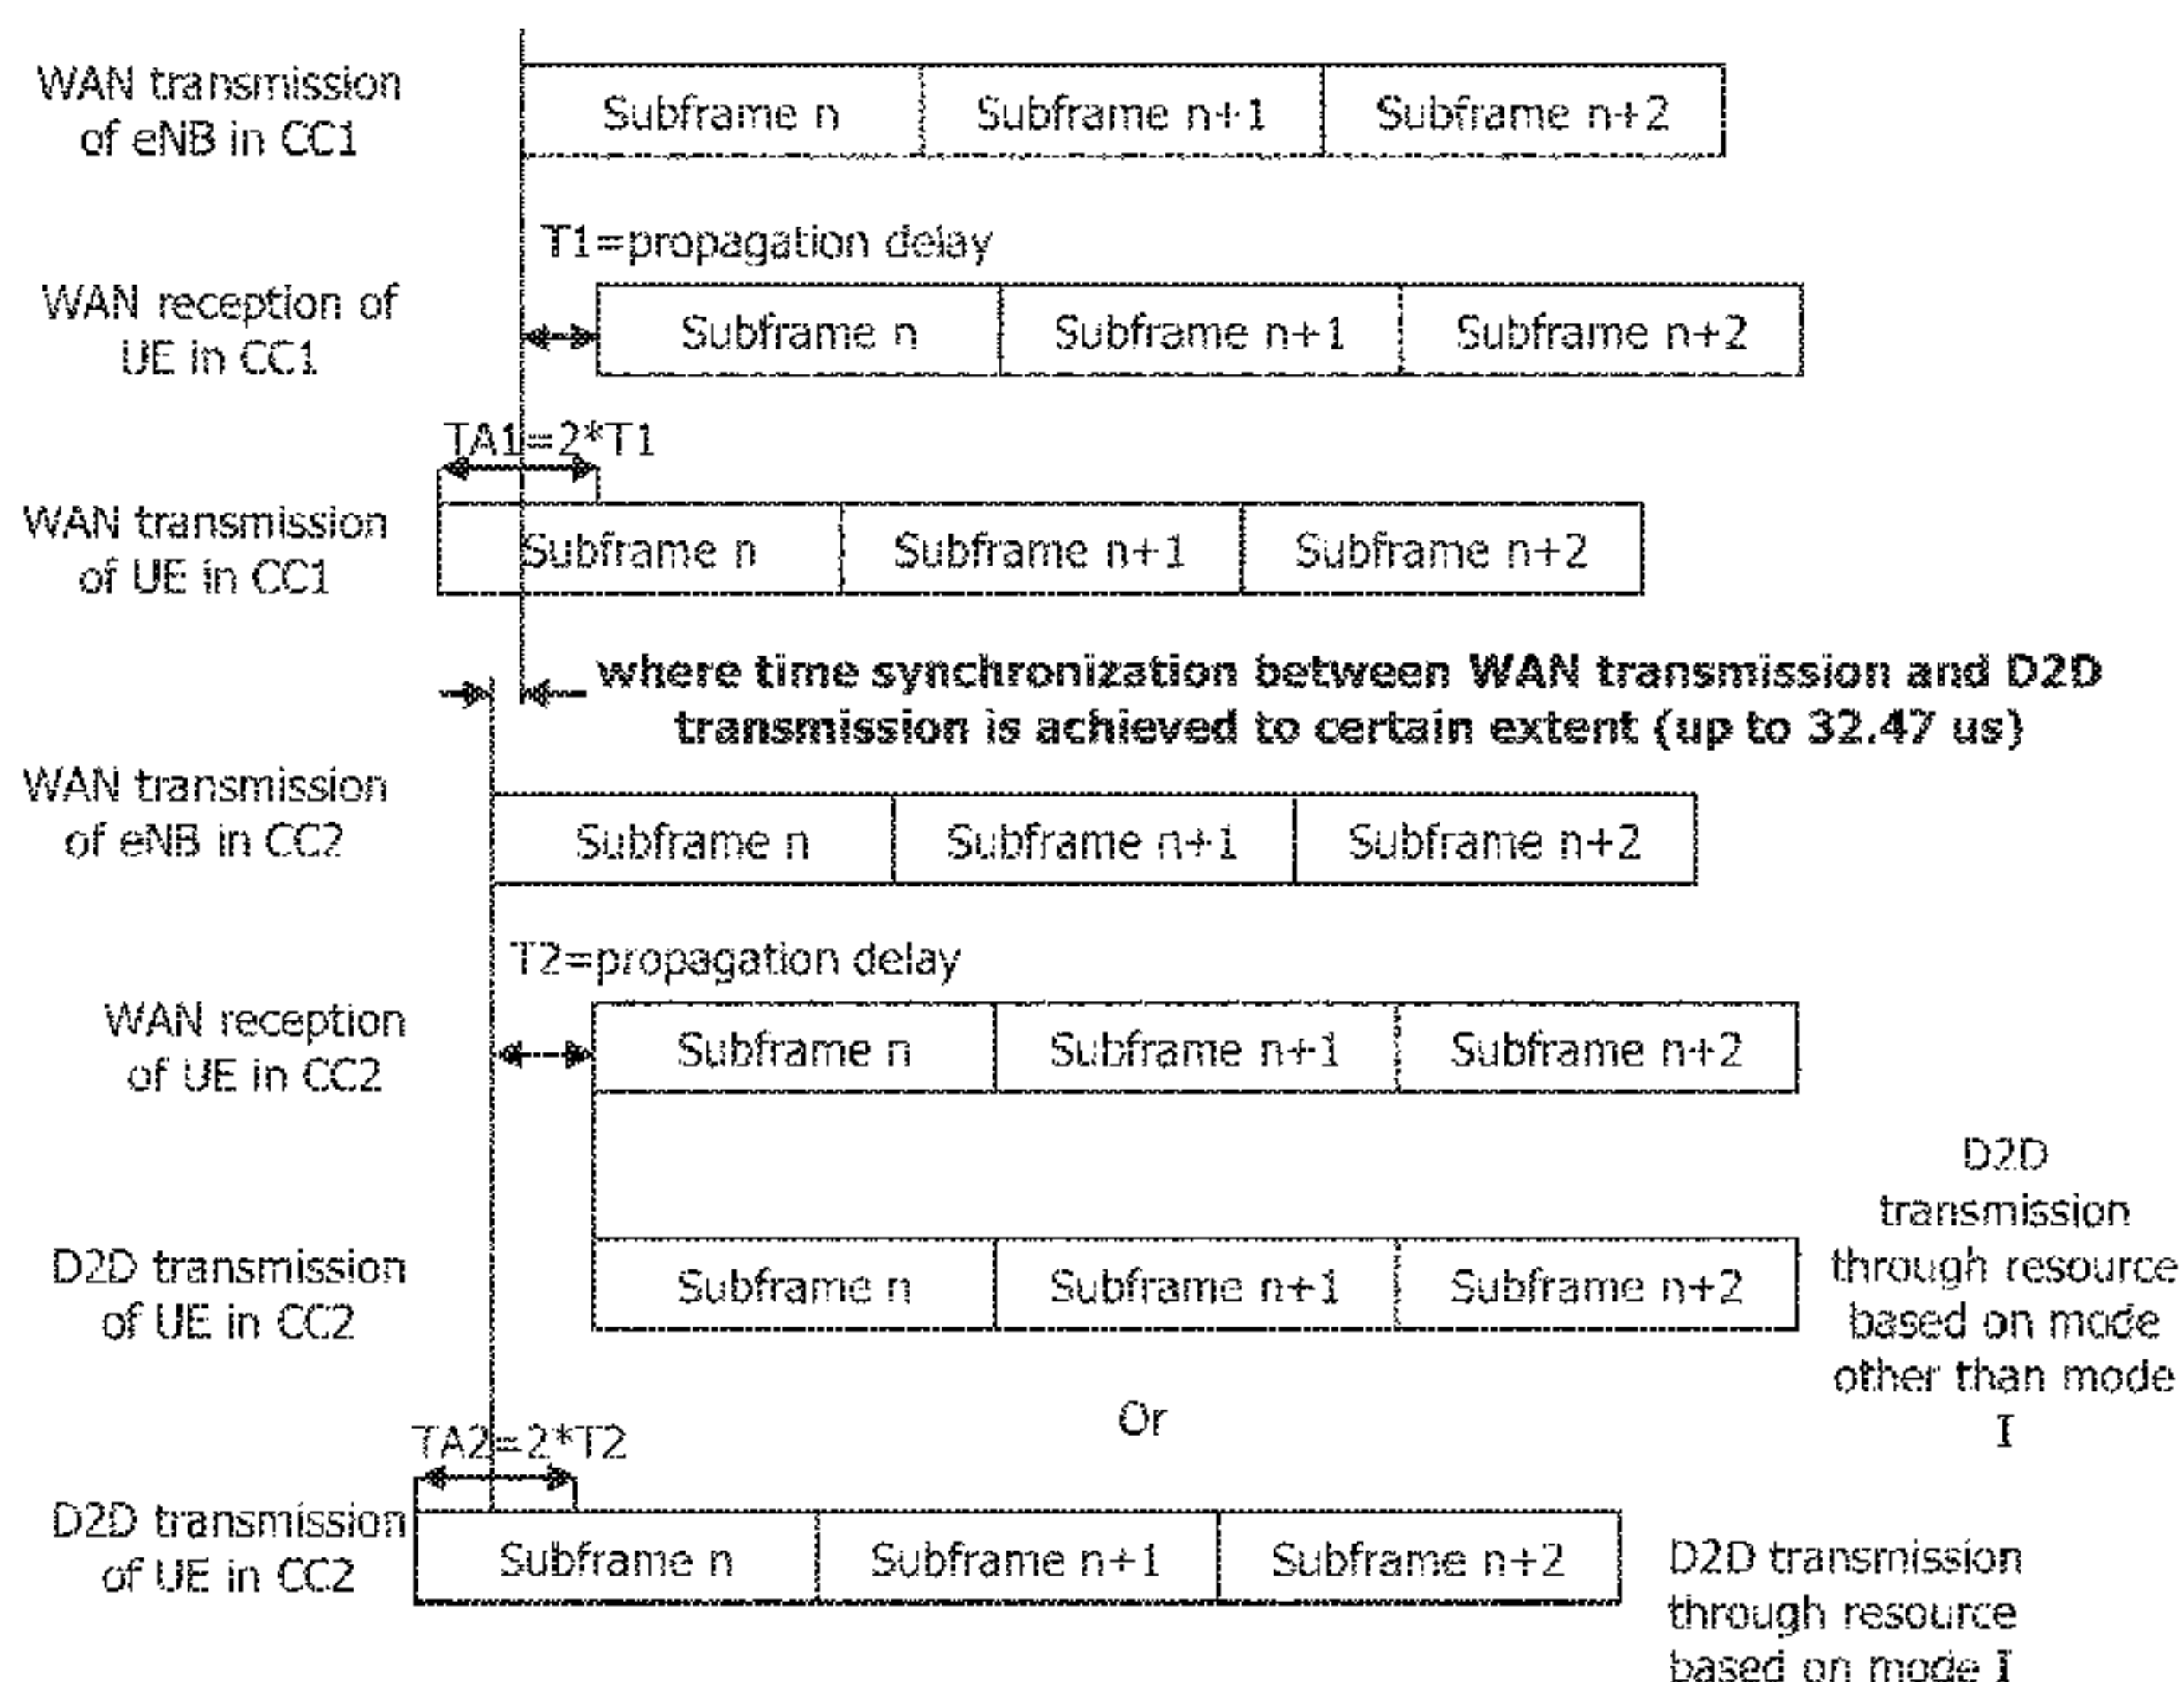 WAN transmission
of eNB in CC1
Subframe n
Subframe n+1
Subframe n+2
T1=propagation delay
WAN reception of
UE in CC1
Subframe n
Subframe n+1
Subframe n+2
TA1=2*T1
WAN transmission
of UE in CC1
Subframe n
Subframe n+1
Subframe n+2
where time synchronization between WAN transmission and D2D
transmission is achieved to certain extent (up to 32.47 us)
WAN transmission
of eNB in CC2
Subframe n
Subframe n+1
Subframe n+2
T2=propagation delay
WAN reception
of UE in CC2
Subframe n
Subframe n+1
Subframe n+2
D2D transmission
of UE in CC2
Subframe n
Subframe n+1
Subframe n+2
D2D
transmission
through resource
based on mode
other than mode
I
Or
TA2=2*T2
D2D transmission
of UE in CC2
Subframe n
Subframe n+1
Subframe n+2
D2D transmission
through resource
based on mode I